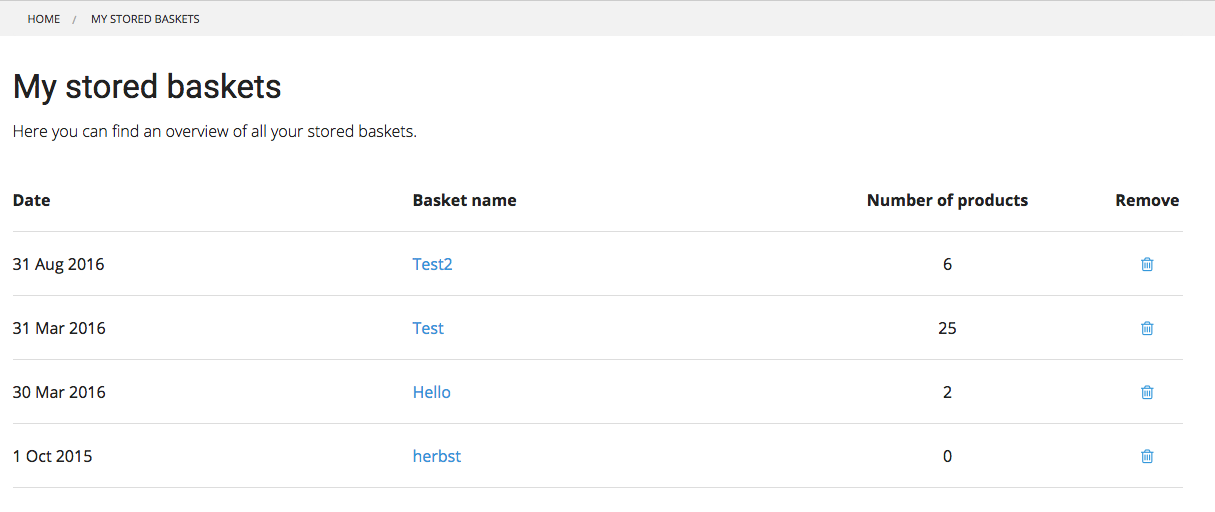 HOME / MY STORED BASKETS
My stored baskets
Here you can find an overview of all your stored baskets.
Date Basket name Number of products Remove
31 Aug 2016 Test2 6
31 Mar 2016 Test 25
30 Mar 2016 Hello 2
1 Oct 2015 herbst 0